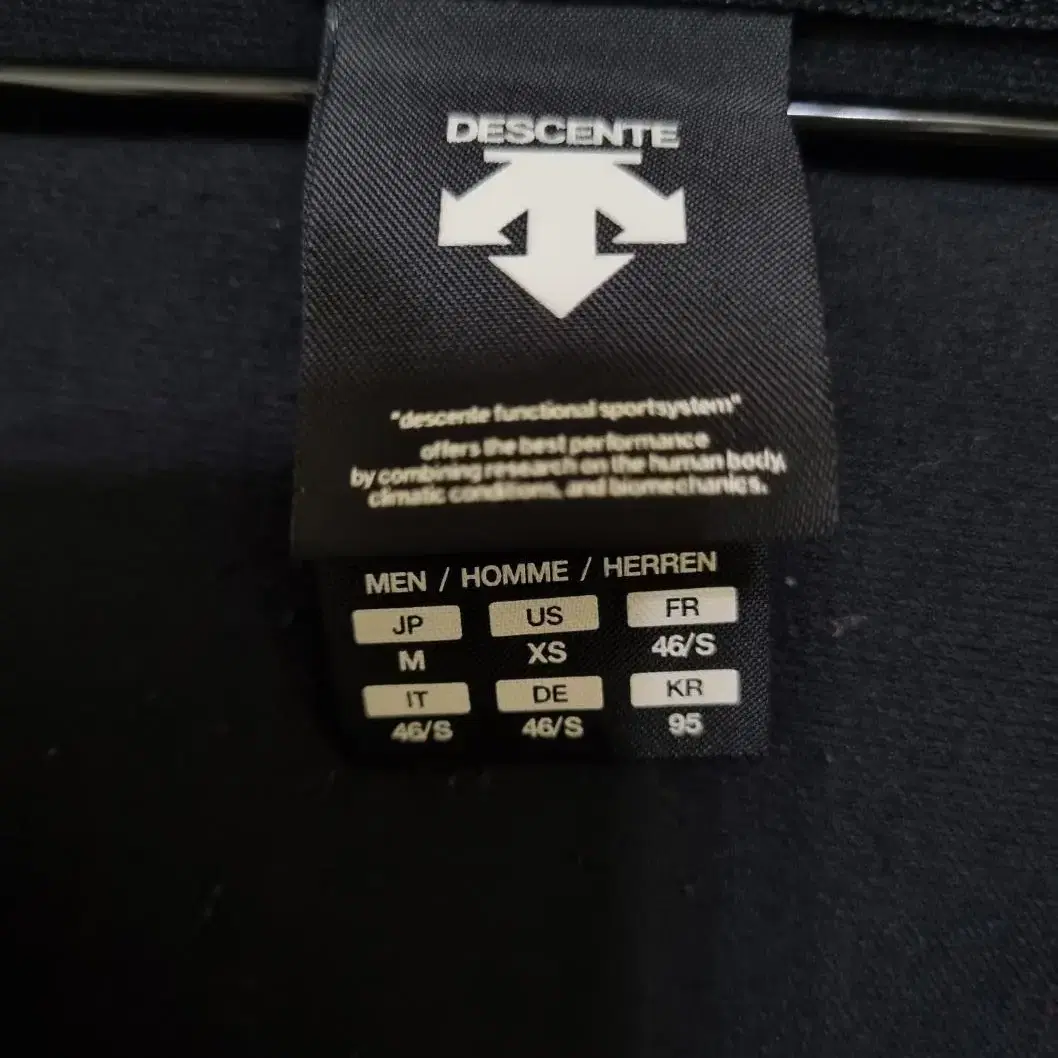 DESCENTE
"descente functional sportsystem"
offers the best performance
by combining research on the human body,
climatic conditions, and biomechanics.
MEN / HOMME / HERREN
JP US FR
M XS 46/S
IT DE KR
46/S 46/S 95